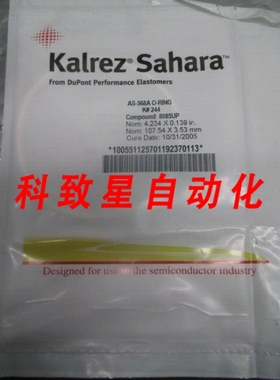 Kalrez® Sahara™
From DuPont Performance Elastomers
AS-568A O-RING
K# 244
Compound: 8085UP
Nom: 4.234 X 0.139 in.
Nom: 107.54 X 3.53 mm
Cure Date: 10/31/2005
*100551125701192370113*
科致星自动化
Designed for use in the semiconductor industry